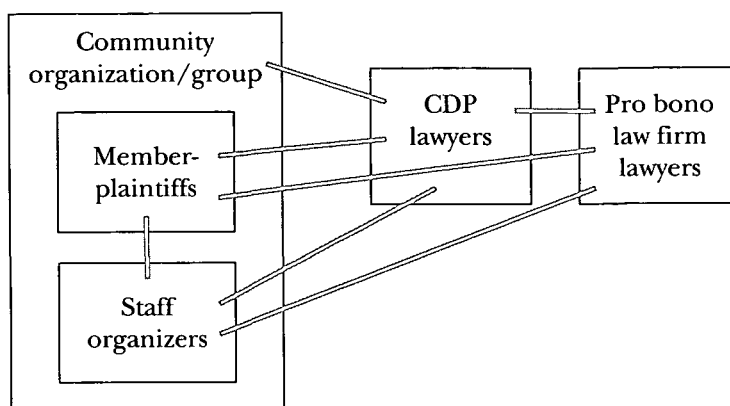 Community
organization/group
CDP
lawyers
Pro bono
law firm
lawyers
Member-
plaintiffs
Staff
organizers